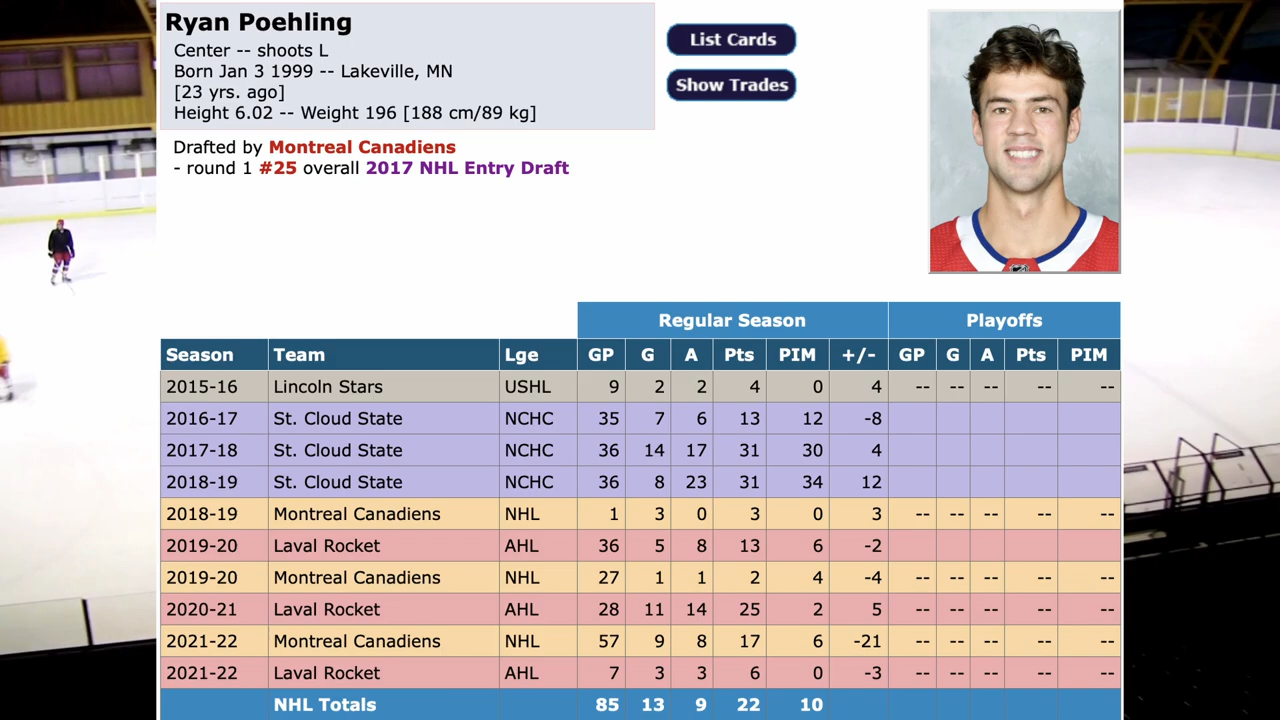 Ryan Poehling
Center -- shoots L
Born Jan 3 1999 -- Lakeville, MN
[23 yrs. ago]
Height 6.02 -- Weight 196 [188 cm/89 kg]
List Cards
Show Trades
Drafted by Montreal Canadiens
- round 1 #25 overall 2017 NHL Entry Draft
Regular Season Playoffs
Season Team Lge GP G A Pts PIM +/- GP G A Pts PIM
2015-16 Lincoln Stars USHL 9 2 2 4 0 4 -- -- -- -- --
2016-17 St. Cloud State NCHC 35 7 6 13 12 -8
2017-18 St. Cloud State NCHC 36 14 17 31 30 4
2018-19 St. Cloud State NCHC 36 8 23 31 34 12
2018-19 Montreal Canadiens NHL 1 3 0 3 0 3 -- -- -- -- --
2019-20 Laval Rocket AHL 36 5 8 13 6 -2
2019-20 Montreal Canadiens NHL 27 1 1 2 4 -4 -- -- -- -- --
2020-21 Laval Rocket AHL 28 11 14 25 2 5 -- -- -- -- --
2021-22 Montreal Canadiens NHL 57 9 8 17 6 -21 -- -- -- -- --
2021-22 Laval Rocket AHL 7 3 3 6 0 -3 -- -- -- -- --
NHL Totals 85 13 9 22 10